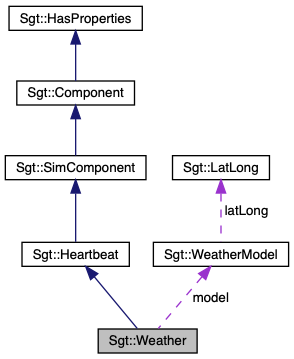 Sgt::HasProperties
Sgt::Component
Sgt::SimComponent
Sgt::LatLong
latLong
Sgt::Heartbeat
Sgt::WeatherModel
model
Sgt::Weather